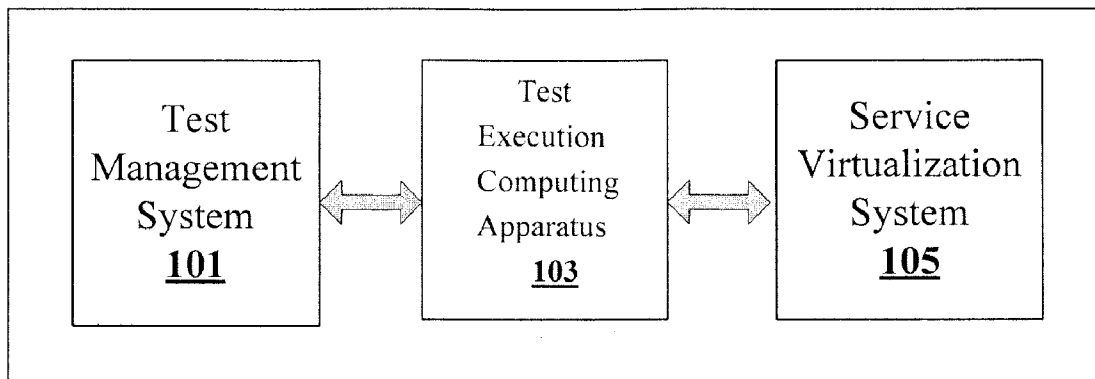 Test
Management
System
101
Test
Execution
Computing
Apparatus
103
Service
Virtualization
System
105